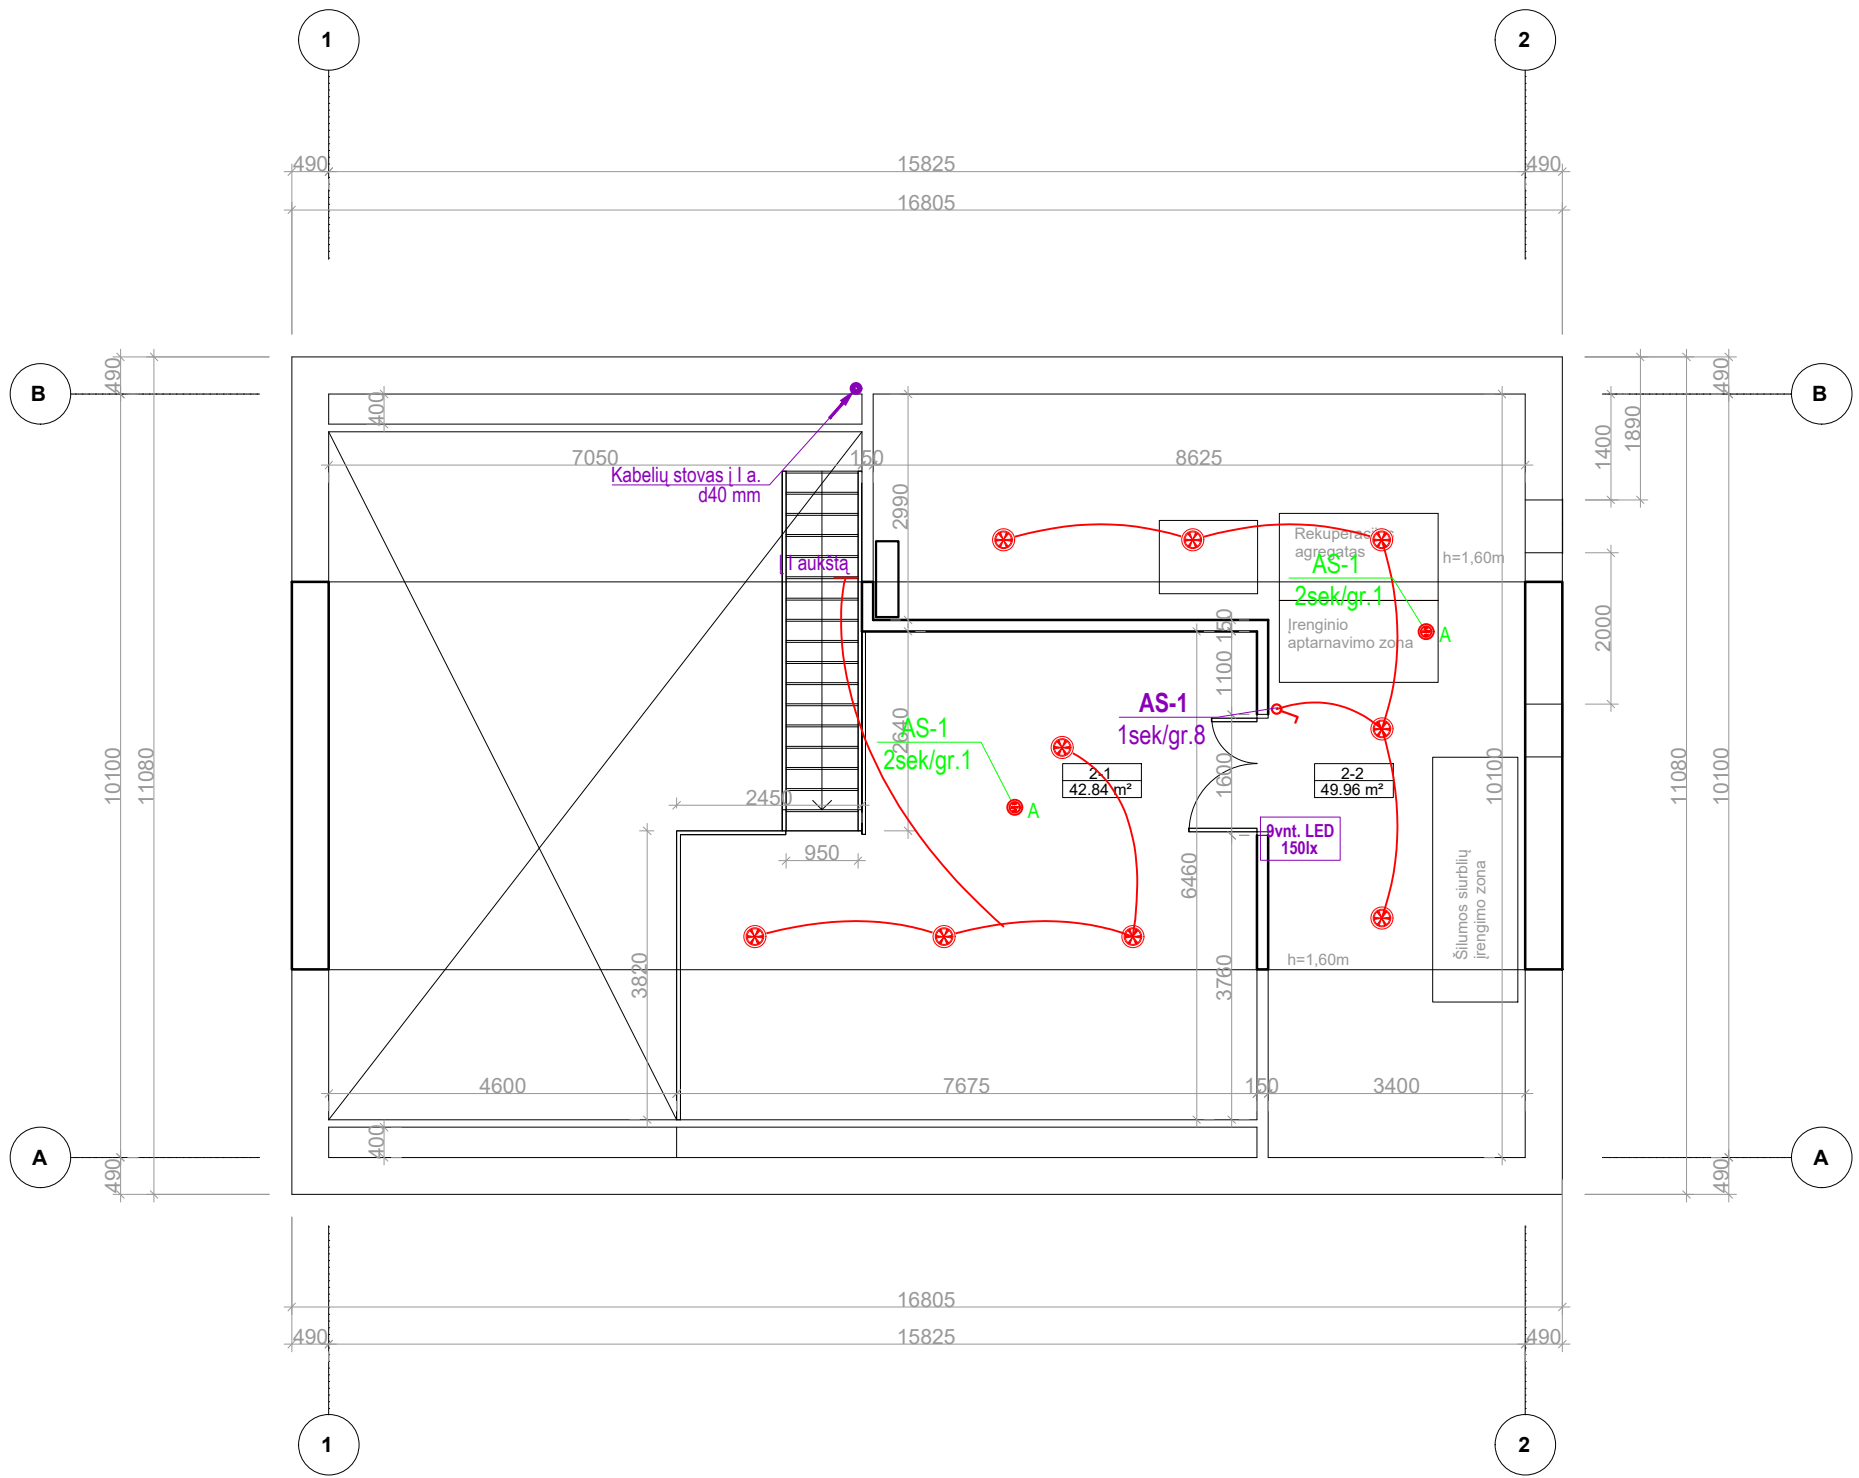 1
2
490
15825
490
16805
B
B
490
10100
11080
490
400
7050
150
8625
Kabelių stovas į I a.
d40 mm
Į I aukštą
2990
Rekuperacijos
agregatas
h=1,60m
AS-1
2sek/gr.1
A
Įrenginio
aptarnavimo zona
150
1100
1400
1890
490
2000
AS-1
1sek/gr.8
AS-1
2sek/gr.1
A
2640
1600
2-1
42.84 m²
2-2
49.96 m²
10100
11080
10100
2450
950
9vnt. LED
150lx
6460
Šilumos siurblių
įrengimo zona
h=1,60m
3820
3760
4600
7675
150
3400
400
490
A
A
16805
490
15825
490
1
2